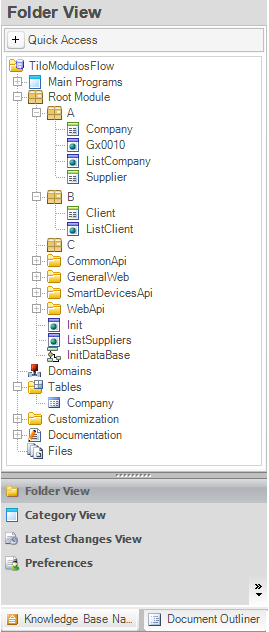 Folder View
Quick Access
TiloModulosFlow
Main Programs
Root Module
A
Company
Gx0010
ListCompany
Supplier
B
Client
ListClient
C
CommonApi
GeneralWeb
SmartDevicesApi
WebApi
Init
ListSuppliers
InitDataBase
Domains
Tables
Company
Customization
Documentation
Files
Folder View
Category View
Latest Changes View
Preferences
Knowledge Base Na... Document Outliner